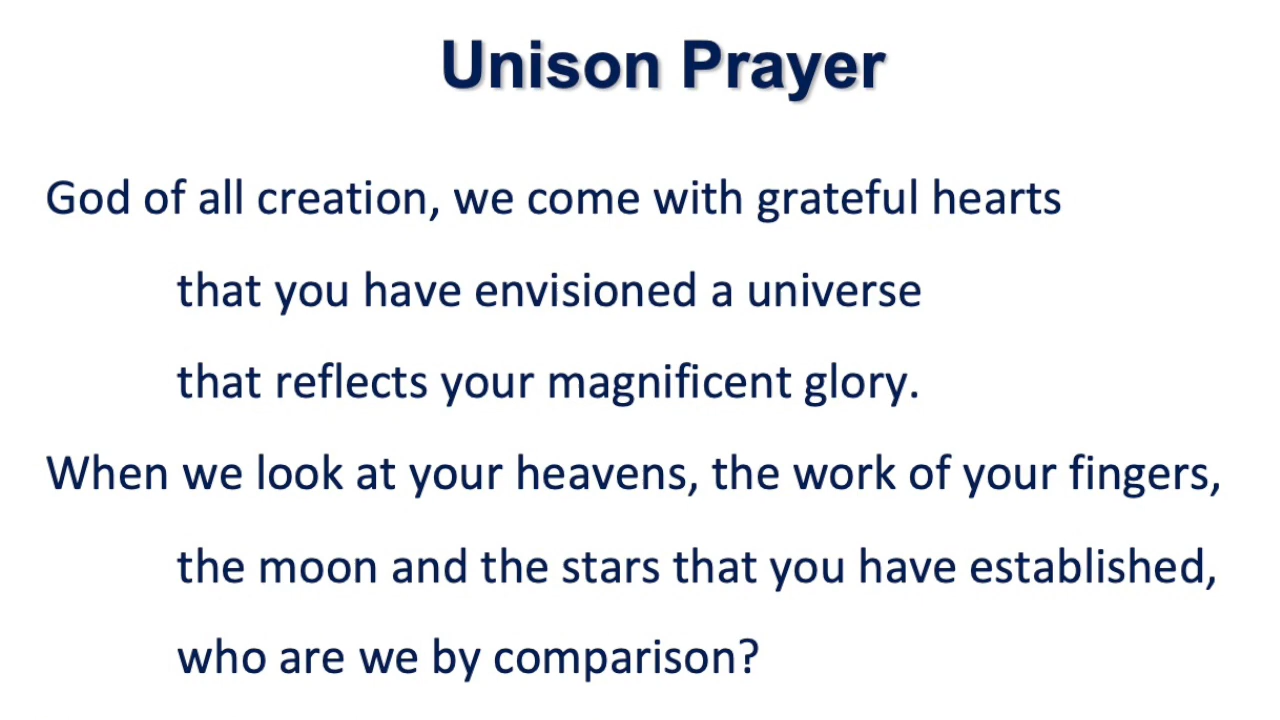 Unison Prayer
God of all creation, we come with grateful hearts
that you have envisioned a universe
that reflects your magnificent glory.
When we look at your heavens, the work of your fingers,
the moon and the stars that you have established,
who are we by comparison?